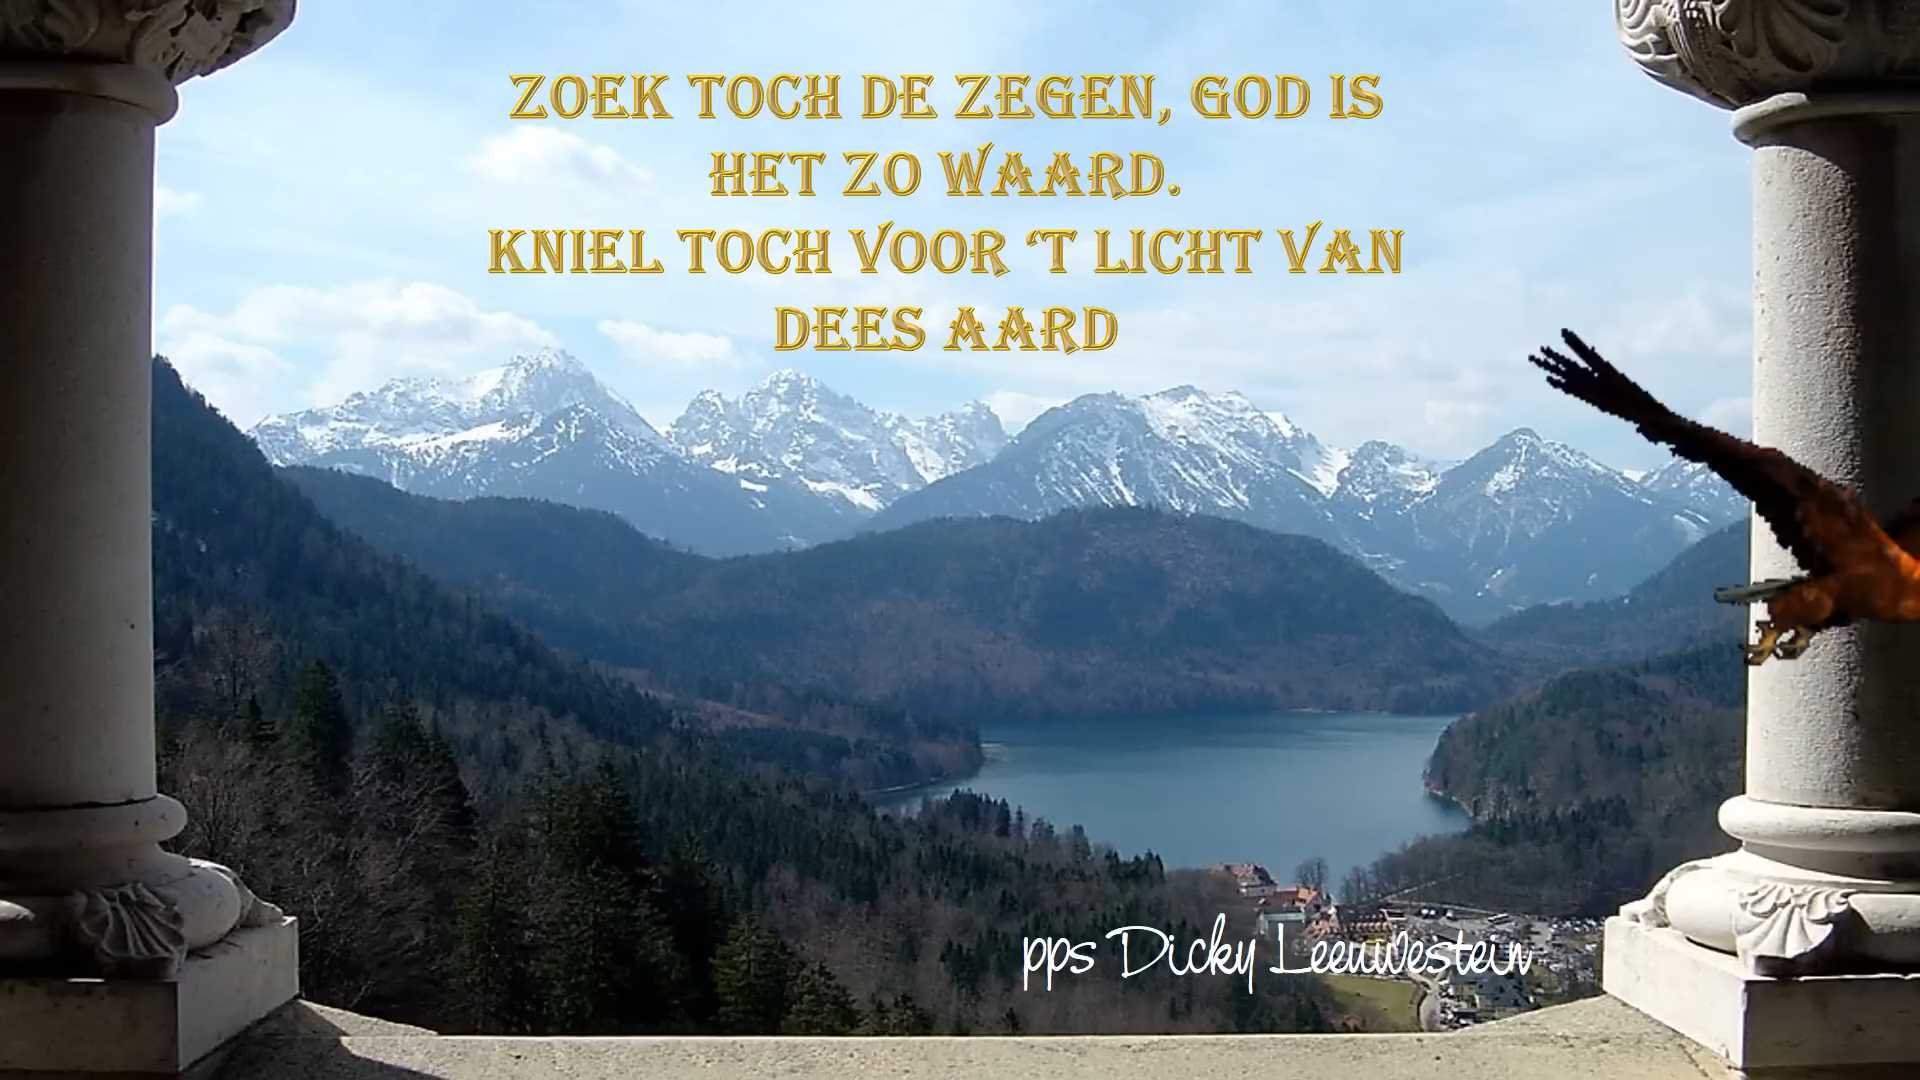 ZOEK TOCH DE ZEGEN, GOD IS
HET ZO WAARD.
KNIEL TOCH VOOR ‘T LICHT VAN
DEES AARD
pps Dicky Leeuwestein